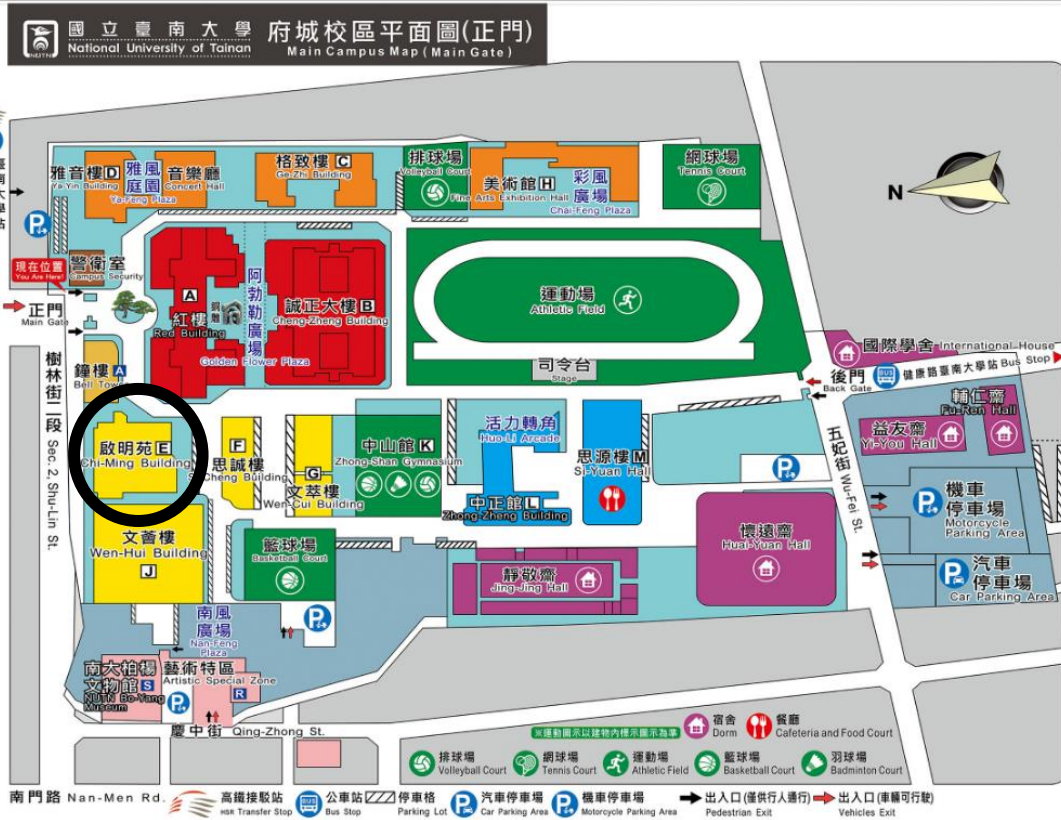 國立臺南大學
National University of Tainan
NUTN
府城校區平面圖(正門)
Main Campus Map (Main Gate)
雅音樓 D
Ya-Yin Building
雅風庭園
Ya-Feng Plaza
音樂廳
Concert Hall
格致樓 C
Ge-Zhi Building
排球場
Volleyball Court
美術館 H
Fine Arts Exhibition Hall
彩風廣場
Chai-Feng Plaza
網球場
Tennis Court
N
P
警衛室
Campus Security
現在位置
You Are Here!
正門
Main Gate
A
紅樓
Red Building
阿勃勒廣場
Golden Flower Plaza
誠正大樓 B
Cheng-Zheng Building
運動場
Athletic Field
司令台
Stage
國際學舍 International House
後門
Back Gate
BUS
健康路臺南大學站 Bus Stop
樹林街二段 Sec. 2, Shu-Lin St.
鐘樓 A
Bell Tower
啟明苑 E
Chi-Ming Building
F
思誠樓
Si-Cheng Building
G
文萃樓
Wen-Cui Building
中山館 K
Zhong-Shan Gymnasium
活力轉角
Huo-Li Arcade
中正館 L
Zhong-Zheng Building
思源樓 M
Si-Yuan Hall
P
五妃街 Wu-Fei St.
輔仁齋
Fu-Ren Hall
益友齋
Yi-You Hall
P
機車停車場
Motorcycle Parking Area
P
汽車停車場
Car Parking Area
文薈樓
Wen-Hui Building
J
籃球場
Basketball Court
靜敬齋
Jing-Jing Hall
懷遠齋
Huai-Yuan Hall
P
南風廣場
Nan-Feng Plaza
南大柏楊文物館 S
NUTN Bo-Yang Museum
藝術特區
Artistic Special Zone
R
P
慶中街 Qing-Zhong St.
※運動圖示以建物內標示圖示為準
宿舍
Dorm
餐廳
Cafeteria and Food Court
排球場
Volleyball Court
網球場
Tennis Court
運動場
Athletic Field
籃球場
Basketball Court
羽球場
Badminton Court
南門路 Nan-Men Rd.
高鐵接駁站
HSR Transfer Stop
BUS
公車站
Bus Stop
停車格
Parking Lot
P
汽車停車場
Car Parking Area
P
機車停車場
Motorcycle Parking Area
出入口(僅供行人通行)
Pedestrian Exit
出入口(車輛可行駛)
Vehicles Exit